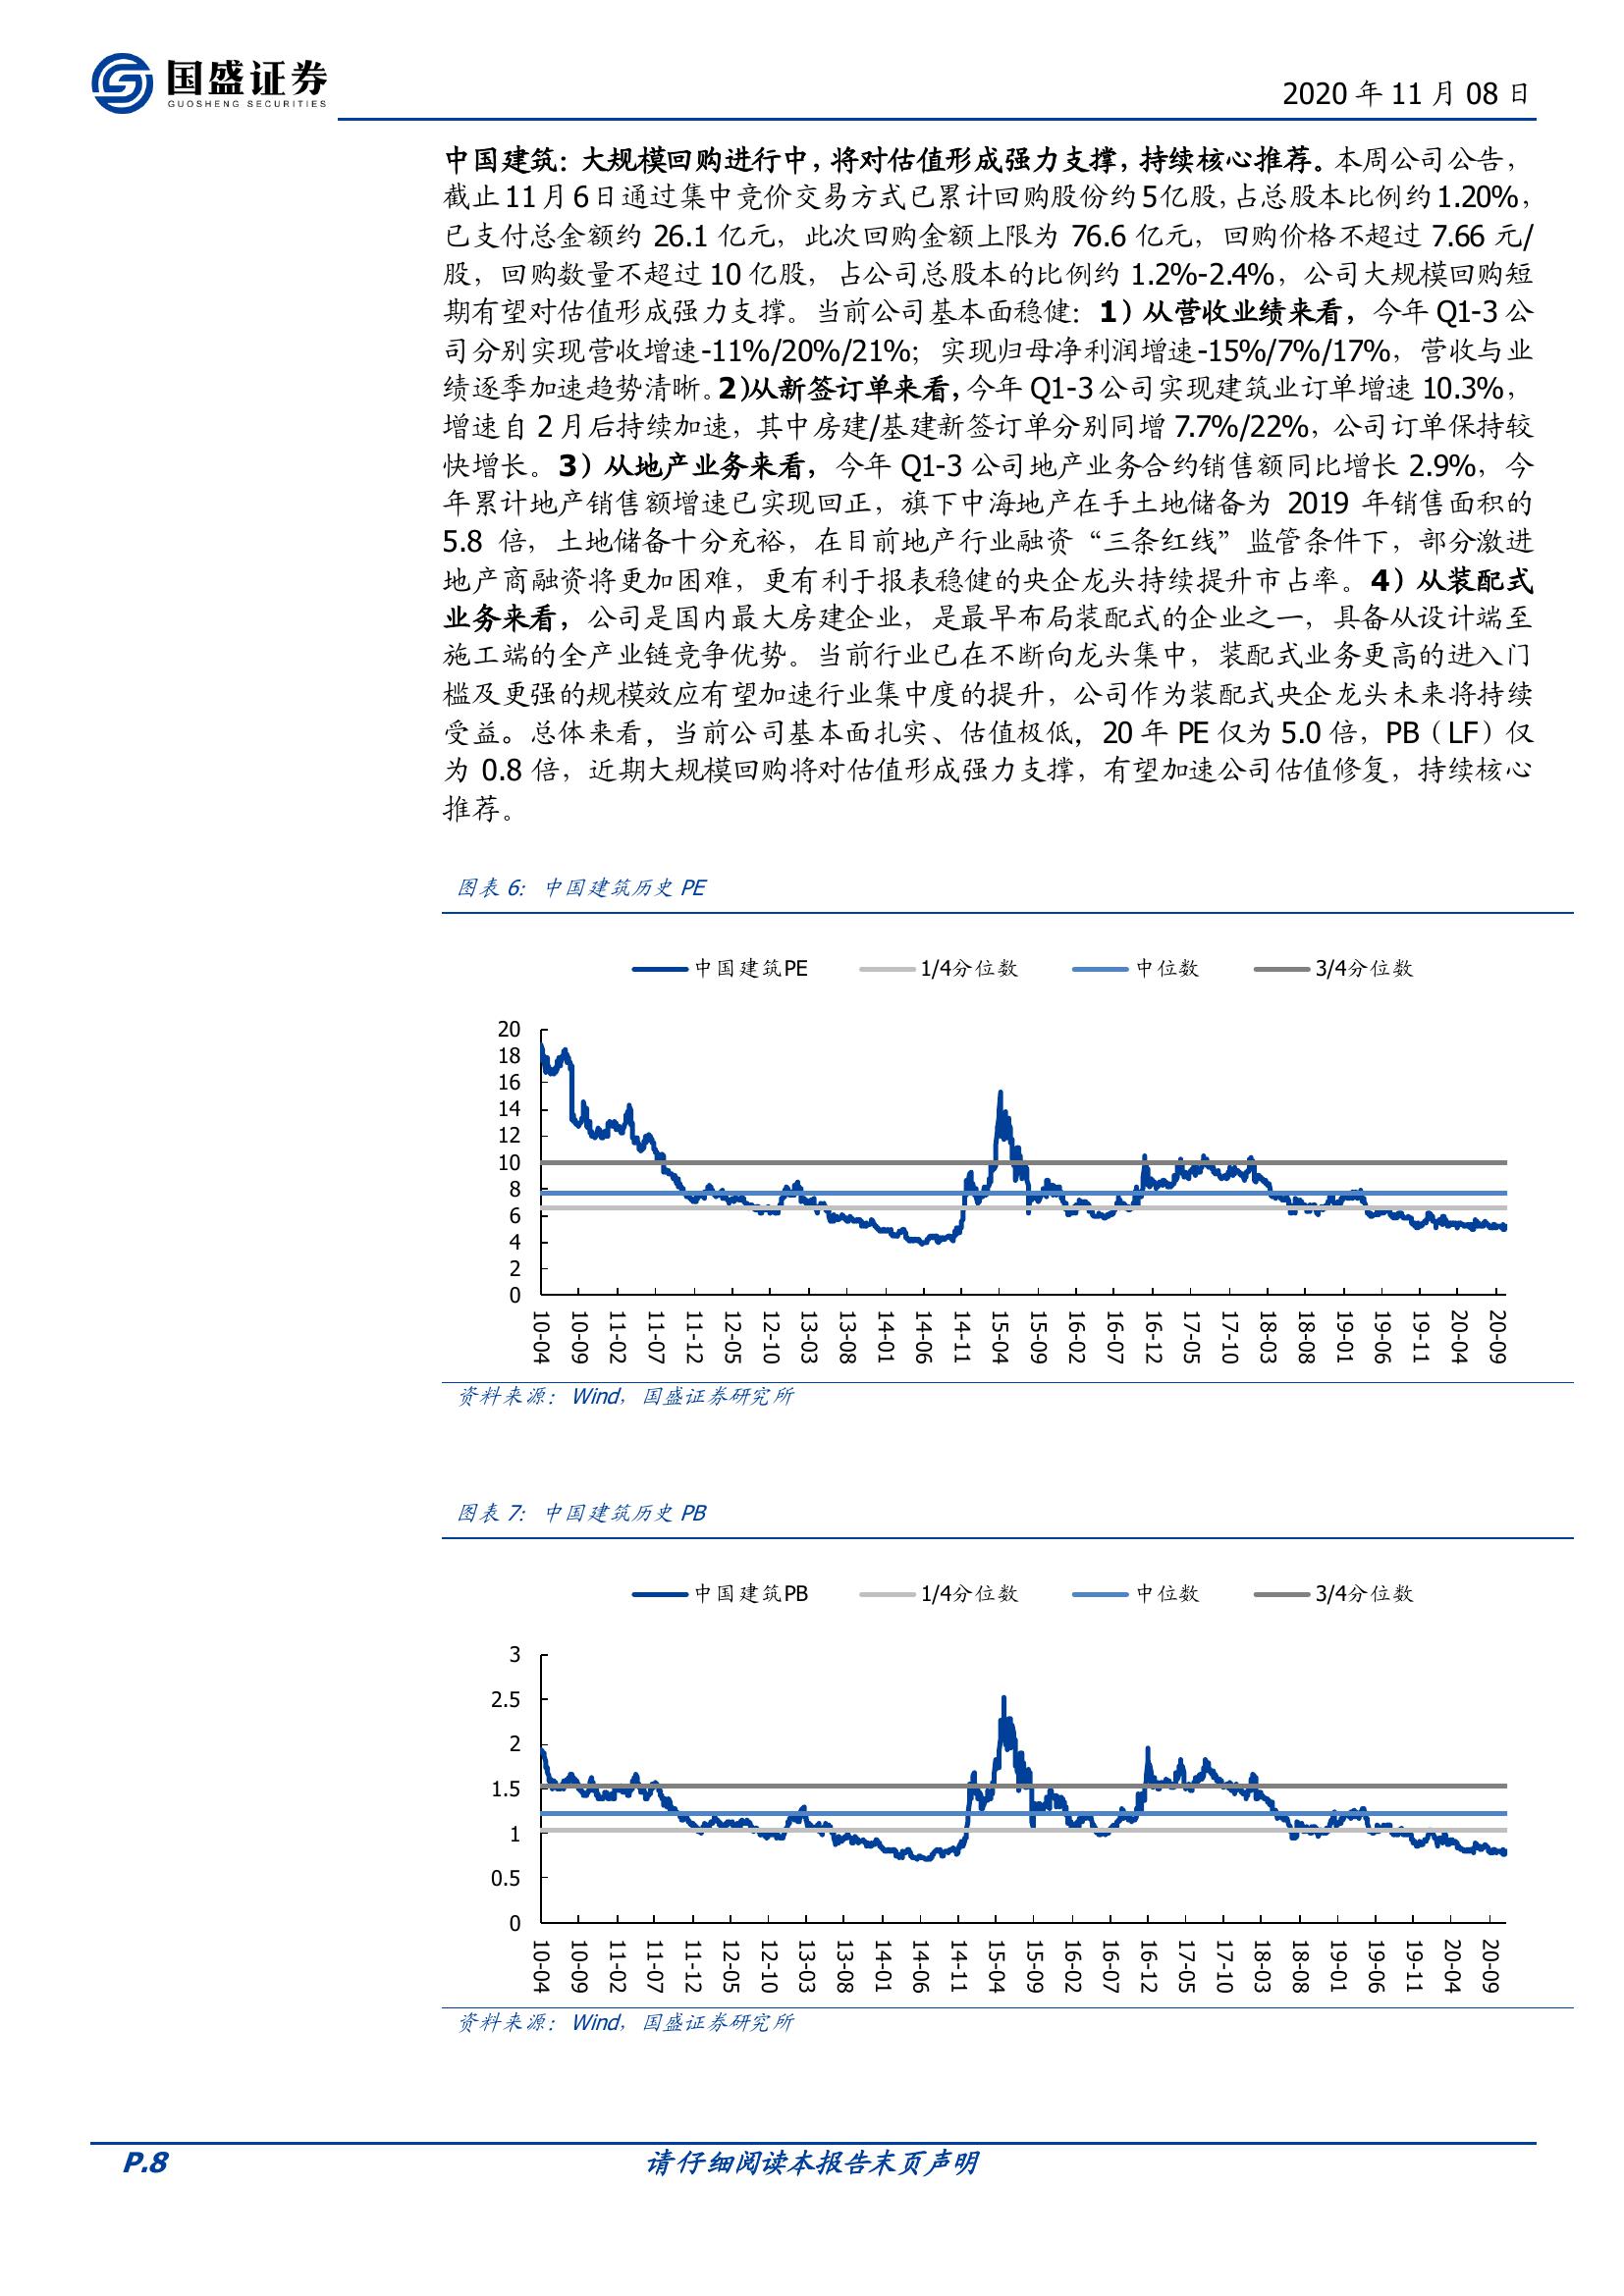 国盛证券
GUOSHENG SECURITIES
2020 年 11 月 08 日
中国建筑：大规模回购进行中，将对估值形成强力支撑，持续核心推荐。本周公司公告，
截止11月6日通过集中竞价交易方式已累计回购股份约5亿股，占总股本比例约1.20%，
已支付总金额约 26.1 亿元，此次回购金额上限为 76.6 亿元，回购价格不超过 7.66 元/
股，回购数量不超过 10 亿股，占公司总股本的比例约 1.2%-2.4%，公司大规模回购短
期有望对估值形成强力支撑。当前公司基本面稳健：1）从营收业绩来看，今年 Q1-3 公
司分别实现营收增速-11%/20%/21%；实现归母净利润增速-15%/7%/17%，营收与业
绩逐季加速趋势清晰。2)从新签订单来看，今年 Q1-3 公司实现建筑业订单增速 10.3%，
增速自 2 月后持续加速，其中房建/基建新签订单分别同增 7.7%/22%，公司订单保持较
快增长。3）从地产业务来看，今年 Q1-3 公司地产业务合约销售额同比增长 2.9%，今
年累计地产销售额增速已实现回正，旗下中海地产在手土地储备为 2019 年销售面积的
5.8 倍，土地储备十分充裕，在目前地产行业融资“三条红线”监管条件下，部分激进
地产商融资将更加困难，更有利于报表稳健的央企龙头持续提升市占率。4）从装配式
业务来看，公司是国内最大房建企业，是最早布局装配式的企业之一，具备从设计端至
施工端的全产业链竞争优势。当前行业已在不断向龙头集中，装配式业务更高的进入门
槛及更强的规模效应有望加速行业集中度的提升，公司作为装配式央企龙头未来将持续
受益。总体来看，当前公司基本面扎实、估值极低，20 年 PE 仅为 5.0 倍，PB（LF）仅
为 0.8 倍，近期大规模回购将对估值形成强力支撑，有望加速公司估值修复，持续核心
推荐。
图表 6：中国建筑历史 PE
中国建筑PE 1/4分位数 中位数 3/4分位数
20
18
16
14
12
10
8
6
4
2
0
10-04 10-09 11-02 11-07 11-12 12-05 12-10 13-03 13-08 14-01 14-06 14-11 15-04 15-09 16-02 16-07 16-12 17-05 17-10 18-03 18-08 19-01 19-06 19-11 20-04 20-09
资料来源：Wind，国盛证券研究所
图表 7：中国建筑历史 PB
中国建筑PB 1/4分位数 中位数 3/4分位数
3
2.5
2
1.5
1
0.5
0
10-04 10-09 11-02 11-07 11-12 12-05 12-10 13-03 13-08 14-01 14-06 14-11 15-04 15-09 16-02 16-07 16-12 17-05 17-10 18-03 18-08 19-01 19-06 19-11 20-04 20-09
资料来源：Wind，国盛证券研究所
P.8 请仔细阅读本报告末页声明